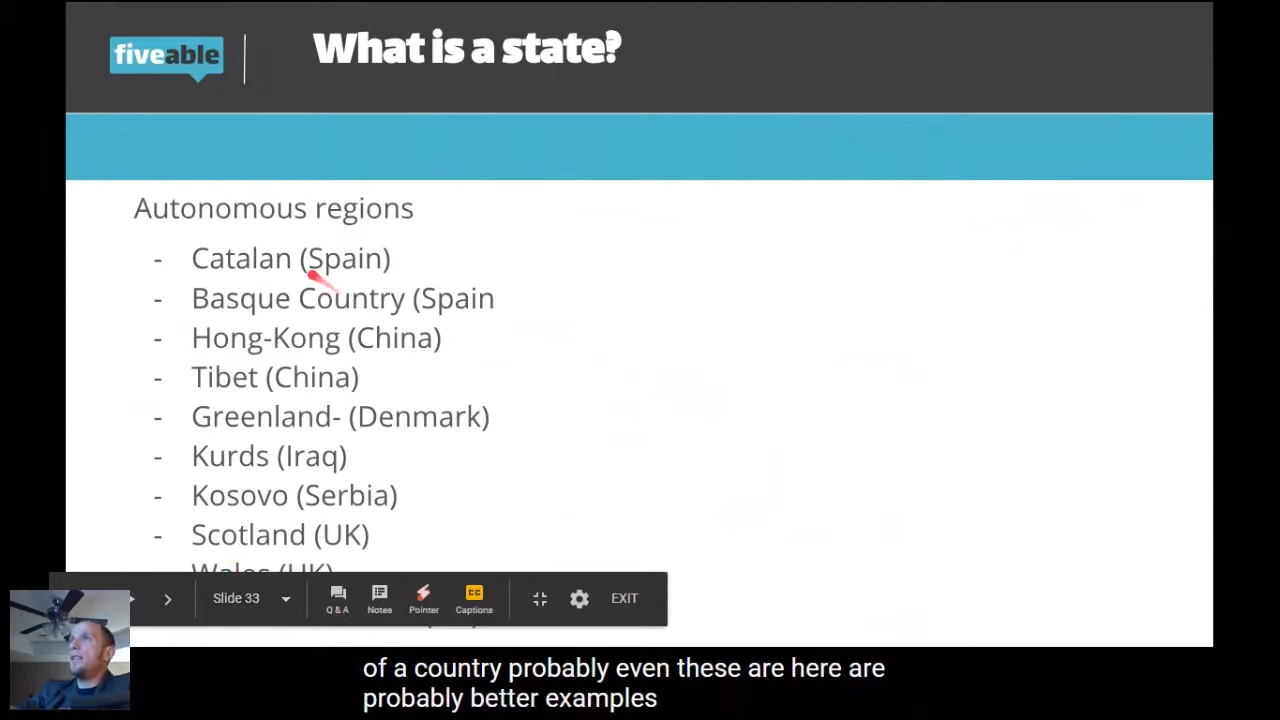 fiveable
What is a state?
Autonomous regions
- Catalan (Spain)
- Basque Country (Spain
- Hong-Kong (China)
- Tibet (China)
- Greenland- (Denmark)
- Kurds (Iraq)
- Kosovo (Serbia)
- Scotland (UK)
- Wales (UK)
Slide 33
Q & A
Notes
Pointer
CC
Captions
EXIT
of a country probably even these are here are
probably better examples